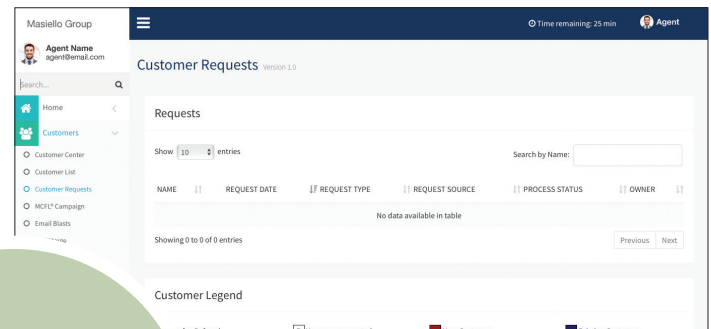 Masiello Group
Time remaining: 25 min
Agent
Agent Name
agent@email.com
Customer Requests Version 1.0
Search...
Home
Customers
Customer Center
Customer List
Customer Requests
MCFL® Campaign
Email Blasts
Requests
Show 10 entries
Search by Name:
NAME REQUEST DATE REQUEST TYPE REQUEST SOURCE PROCESS STATUS OWNER
No data available in table
Showing 0 to 0 of 0 entries
Previous Next
Customer Legend